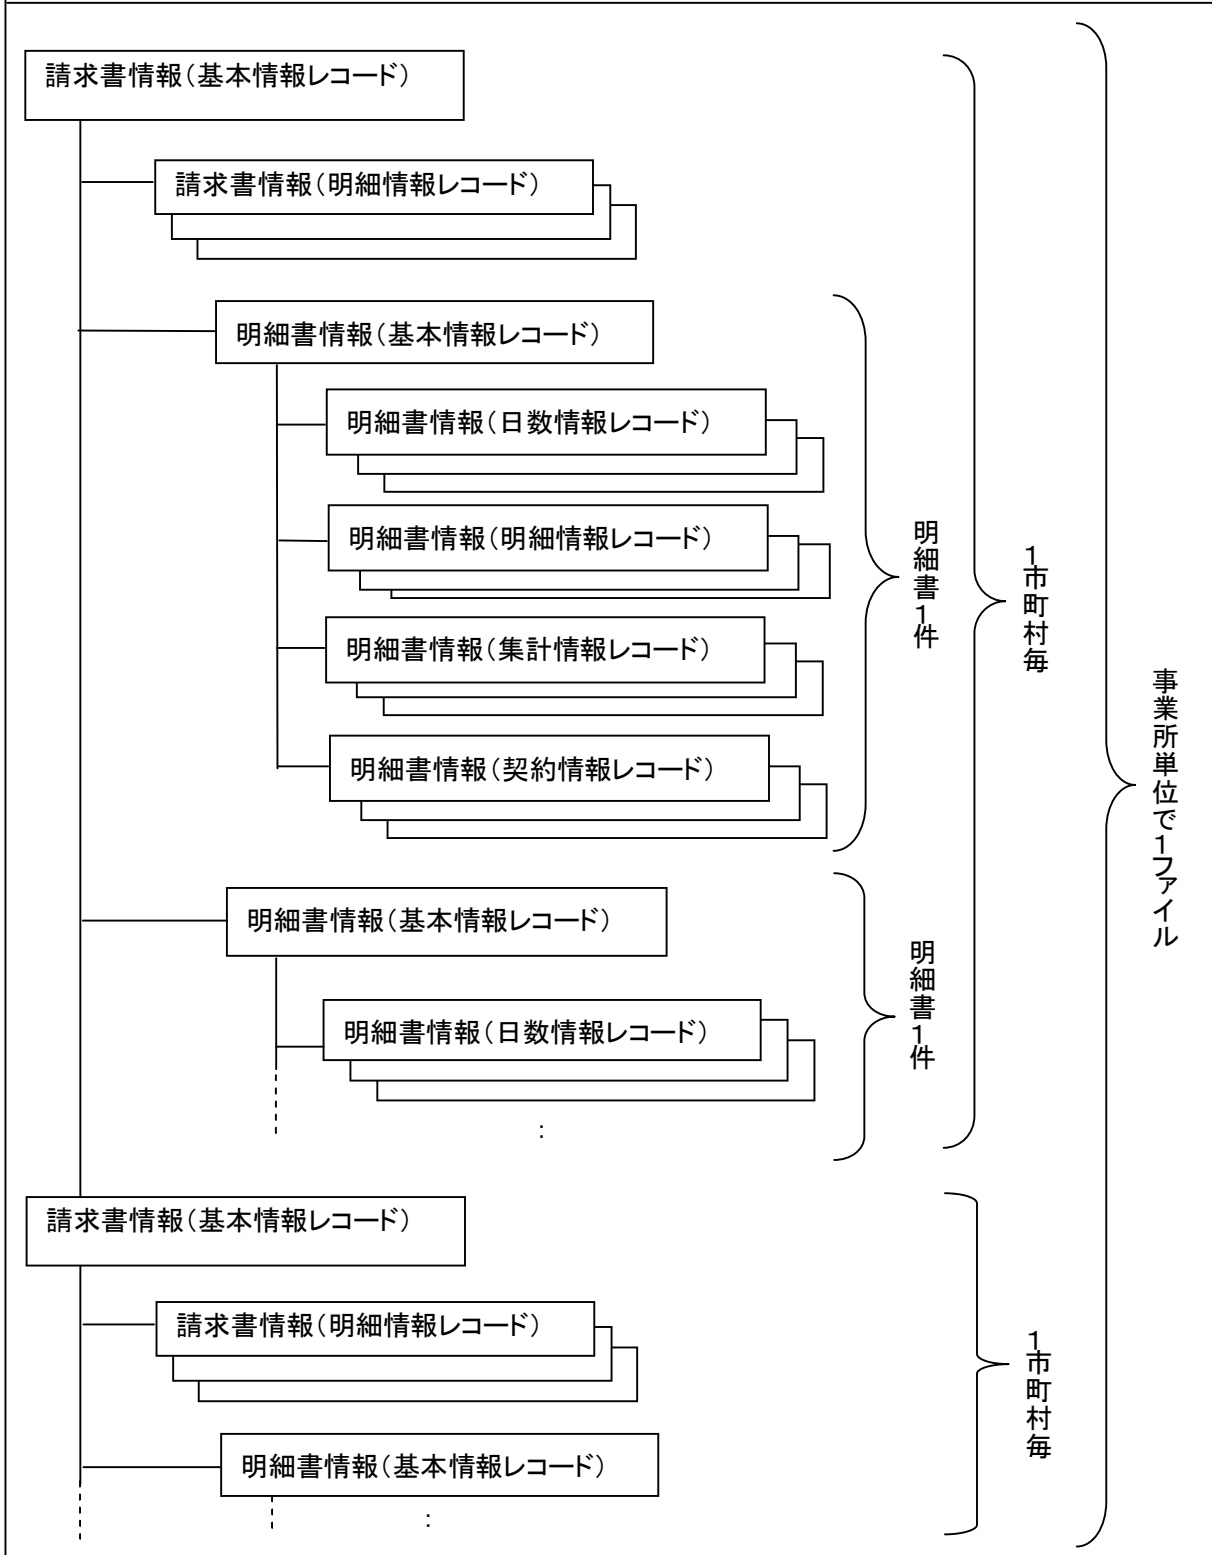 請求書情報（基本情報レコード）
請求書情報（明細情報レコード）
明細書情報（基本情報レコード）
明細書情報（日数情報レコード）
明細書情報（明細情報レコード）
明細書情報（集計情報レコード）
明細書情報（契約情報レコード）
明細書1件
明細書情報（基本情報レコード）
明細書情報（日数情報レコード）
:
明細書1件
1市町村毎
請求書情報（基本情報レコード）
請求書情報（明細情報レコード）
明細書情報（基本情報レコード）
:
1市町村毎
事業所単位で1ファイル